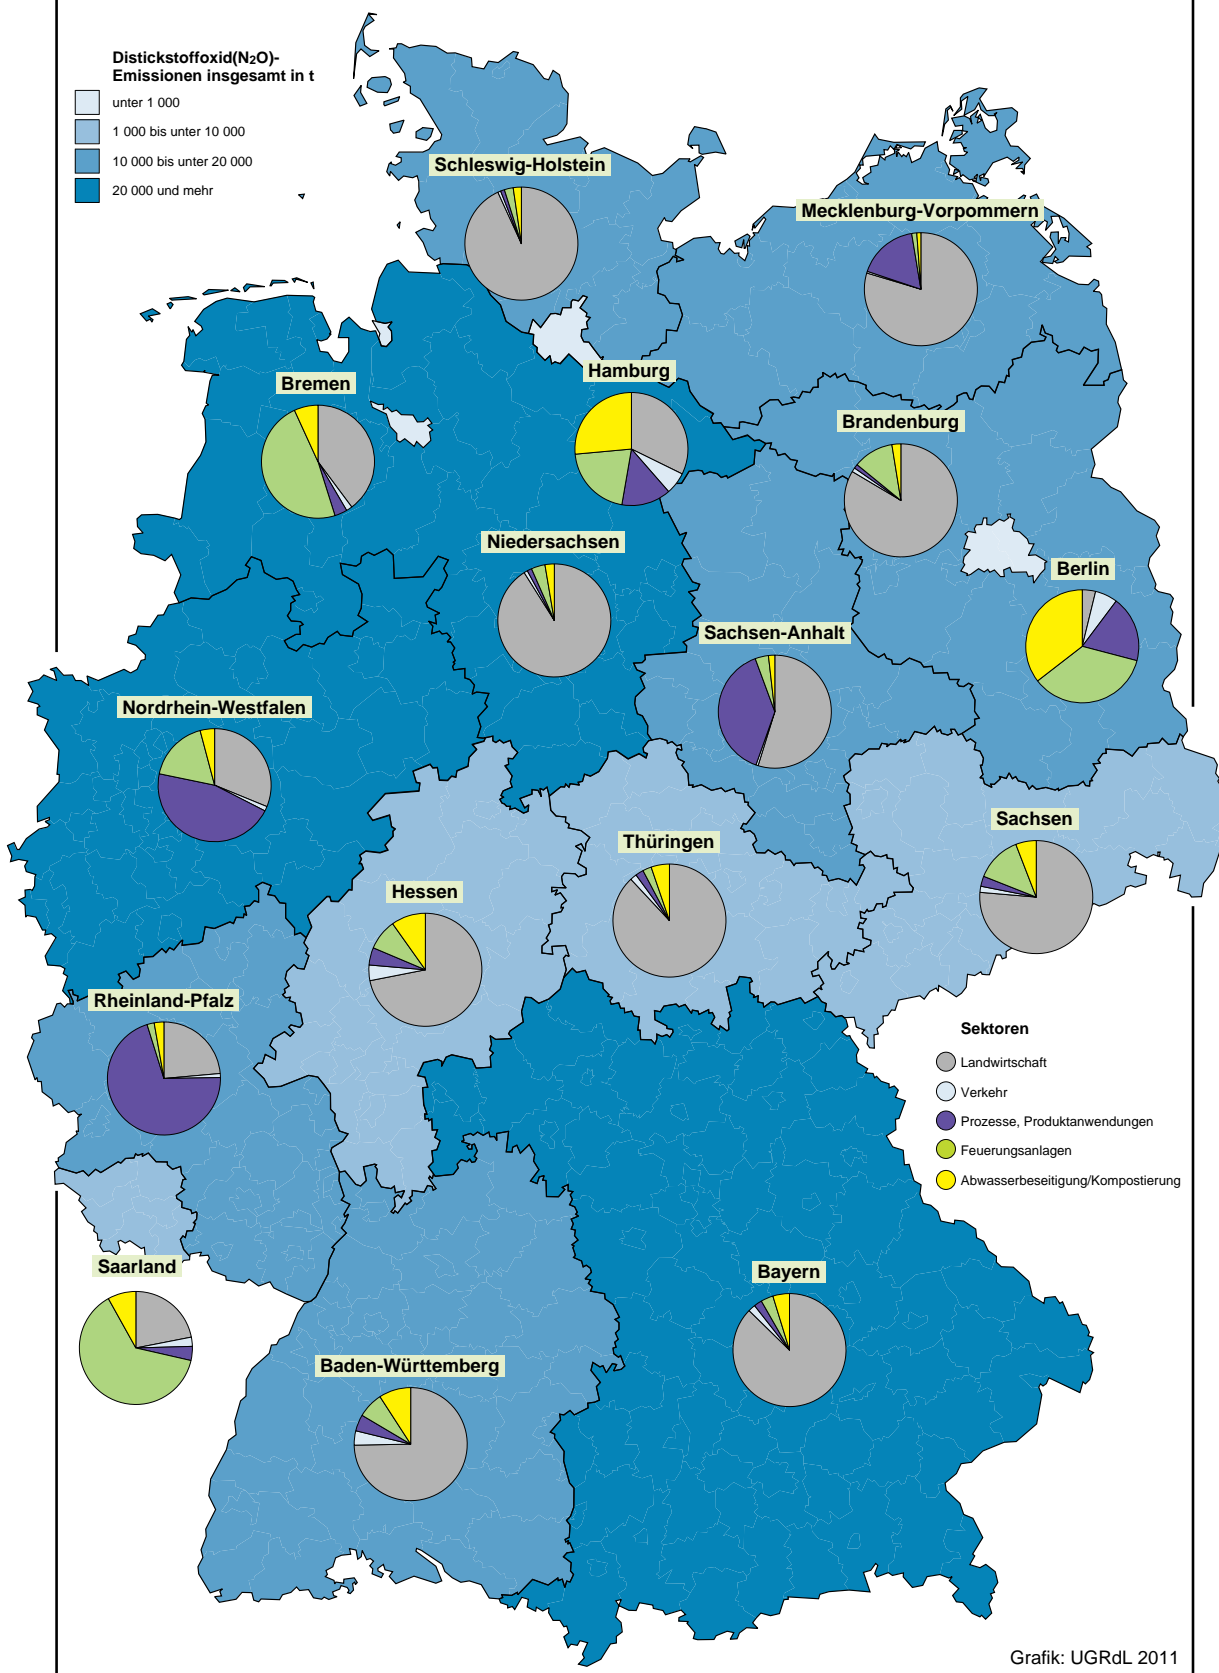 Distickstoffoxid(N₂O)-
Emissionen insgesamt in t
unter 1 000
1 000 bis unter 10 000
10 000 bis unter 20 000
20 000 und mehr
Schleswig-Holstein
Mecklenburg-Vorpommern
Hamburg
Bremen
Brandenburg
Niedersachsen
Berlin
Sachsen-Anhalt
Nordrhein-Westfalen
Sachsen
Thüringen
Hessen
Rheinland-Pfalz
Sektoren
Landwirtschaft
Verkehr
Prozesse, Produktanwendungen
Feuerungsanlagen
Abwasserbeseitigung/Kompostierung
Saarland
Bayern
Baden-Württemberg
Grafik: UGRdL 2011